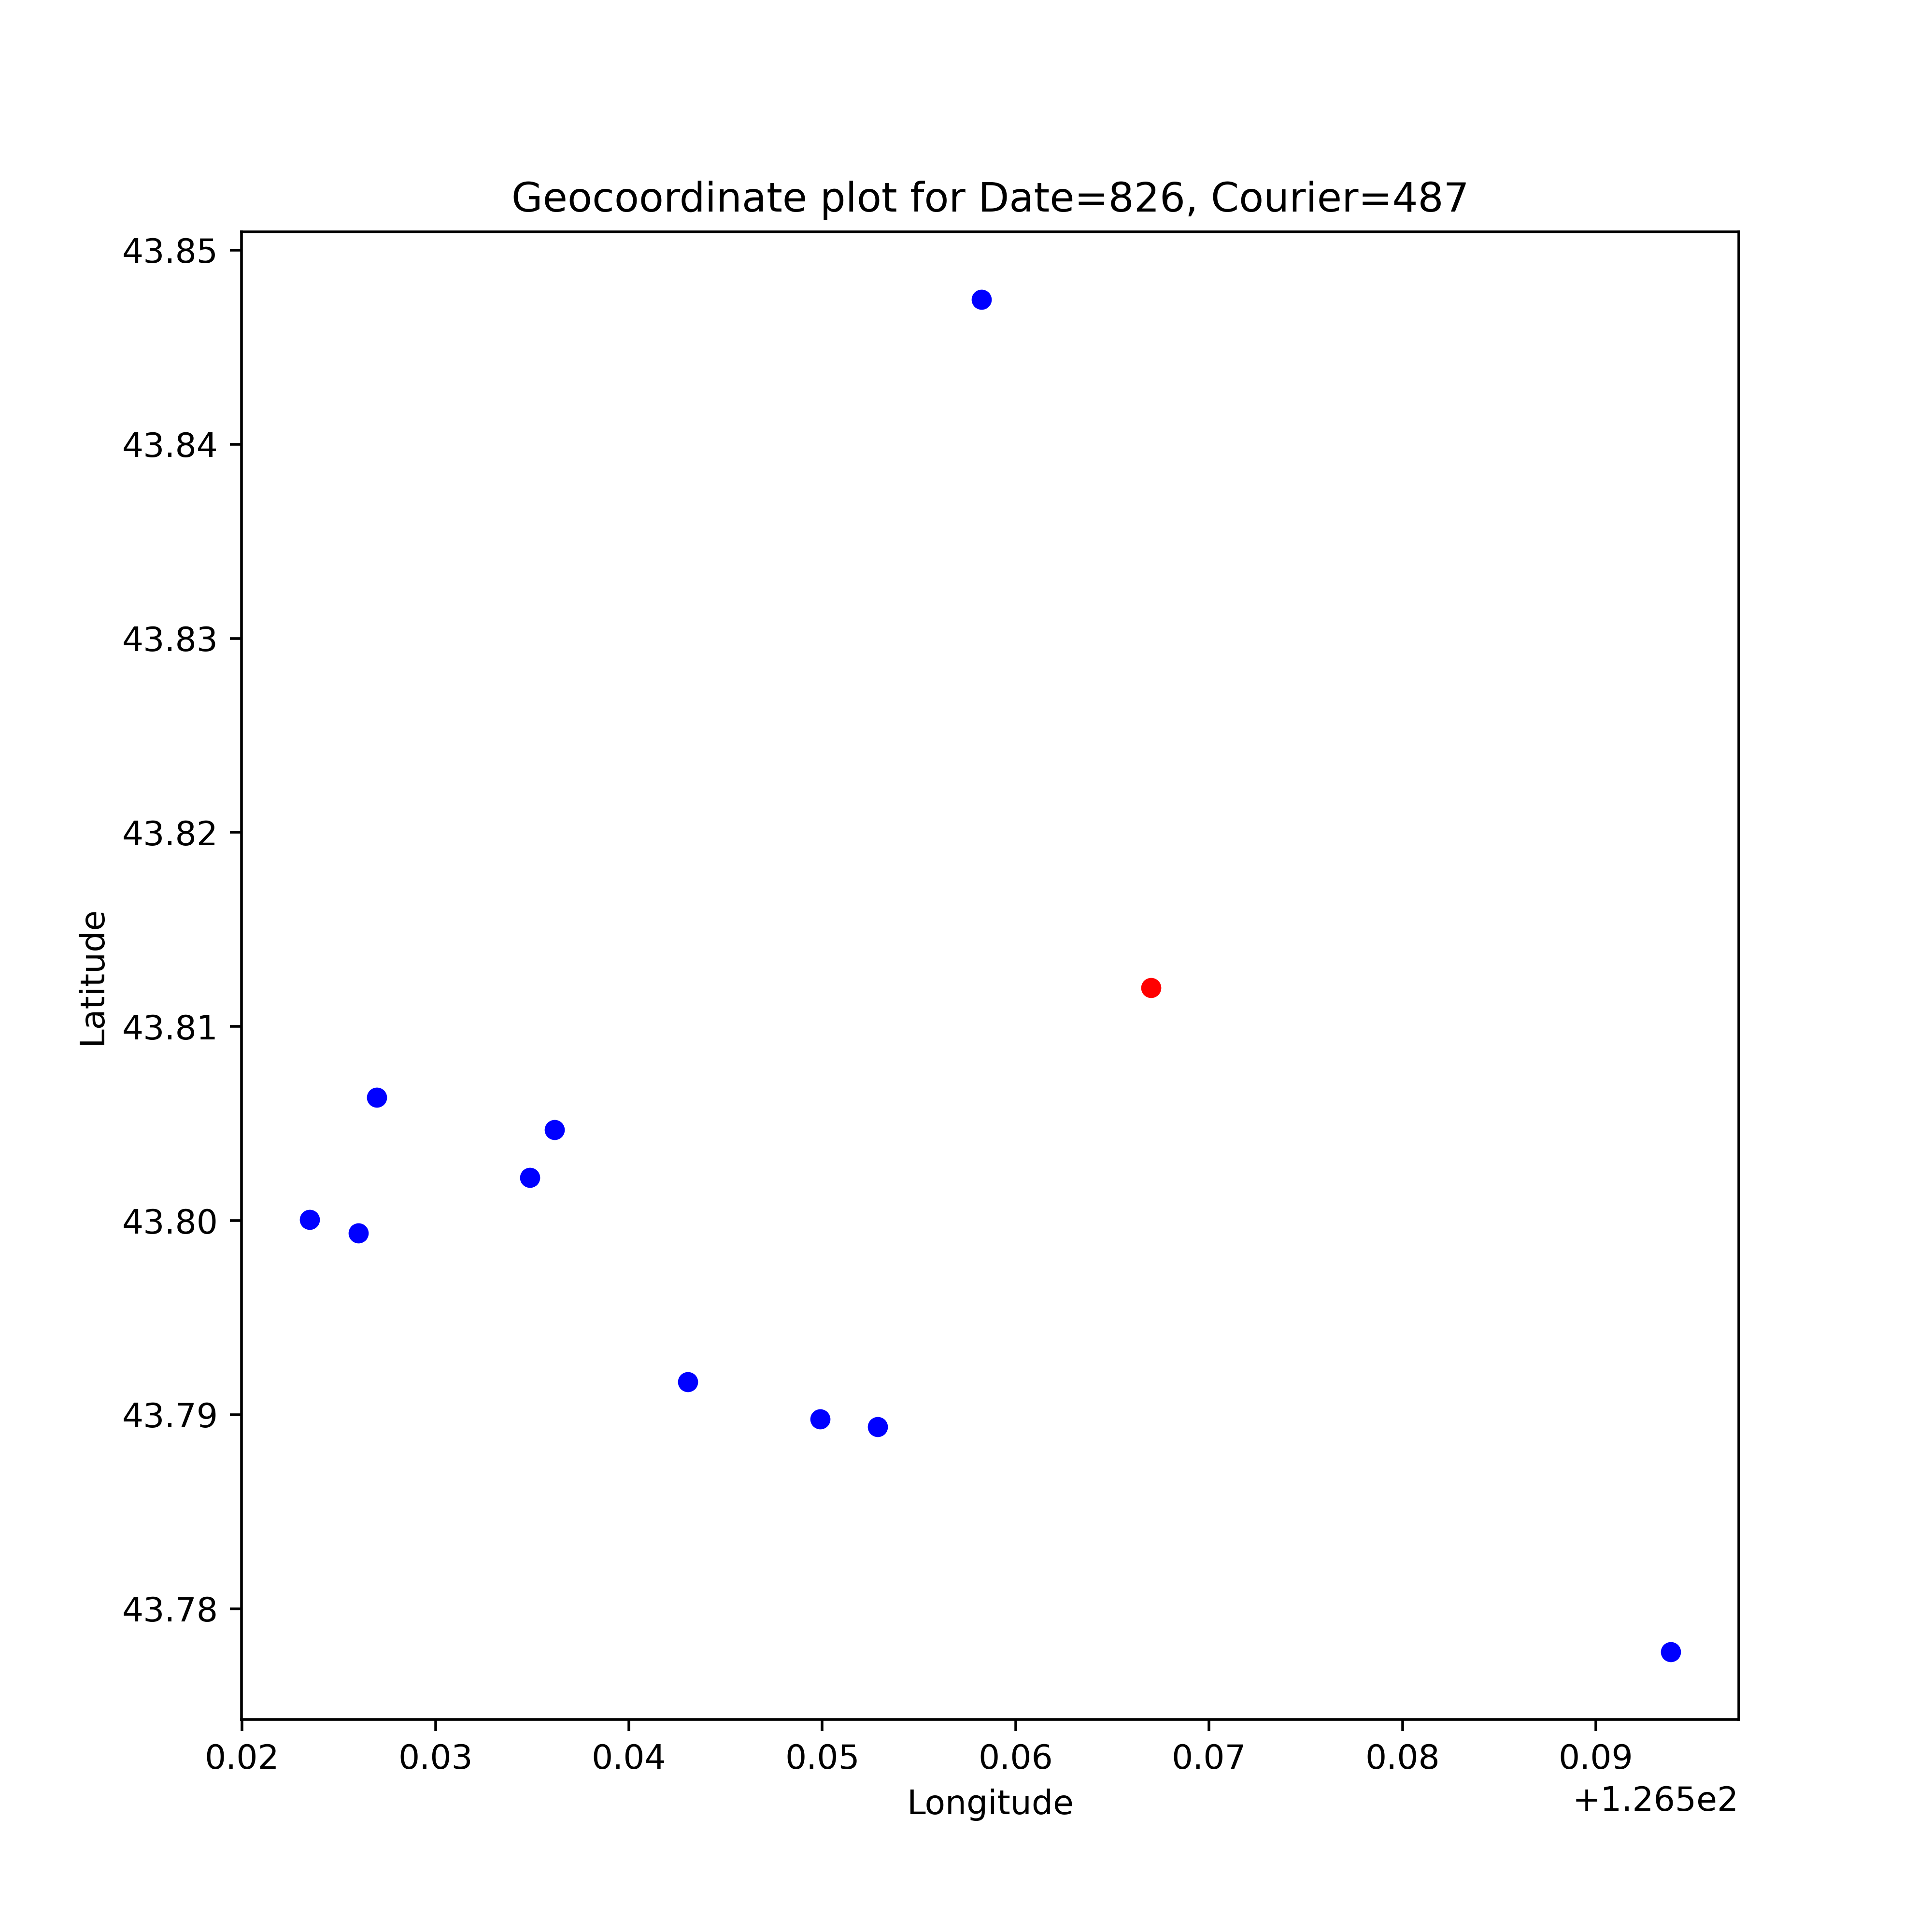 Geocoordinate plot for Date=826, Courier=487
43.85
43.84
43.83
43.82
43.81
43.80
43.79
43.78
Latitude
0.02 0.03 0.04 0.05 0.06 0.07 0.08 0.09
+1.265e2
Longitude